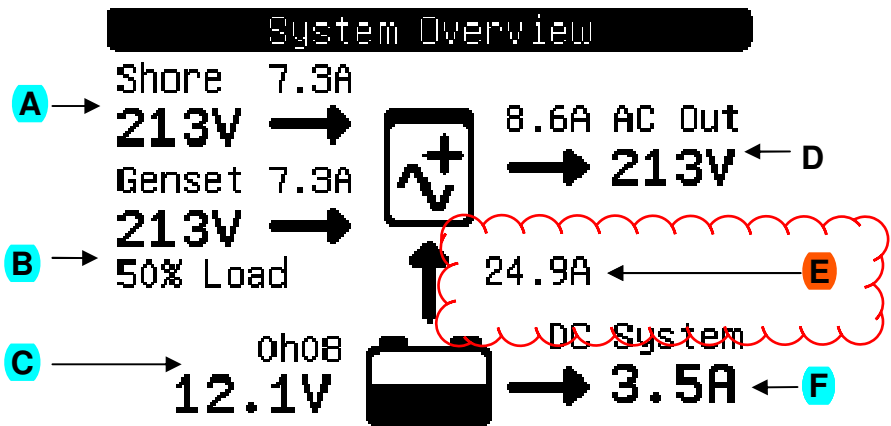 System Overview
Shore 7.3A
A 213V
8.6A AC Out
213V D
Genset 7.3A
213V
B 50% Load
24.9A E
0h08 DC System
C 12.1V 3.5A F